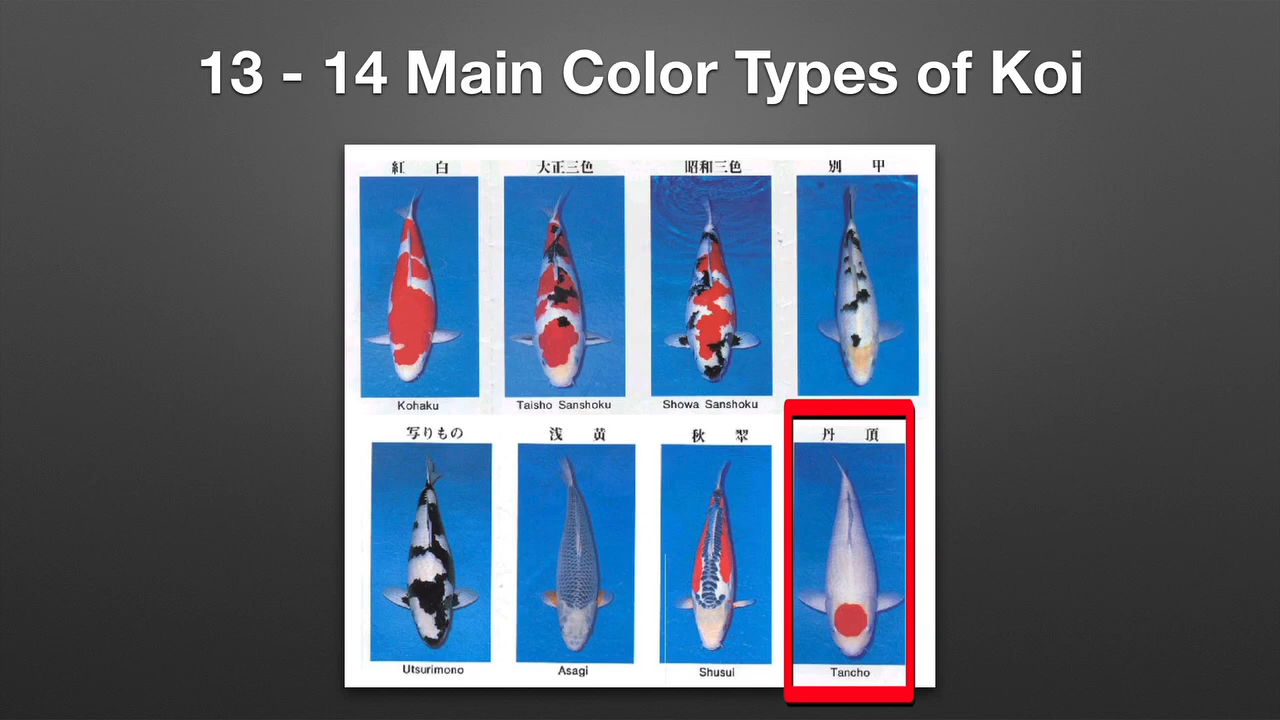 13 - 14 Main Color Types of Koi
紅 白
大正三色
昭和三色
別 甲
Kohaku
Taisho Sanshoku
Showa Sanshoku
写りもの
浅 黄
秋 翠
丹 頂
Utsurimono
Asagi
Shusui
Tancho